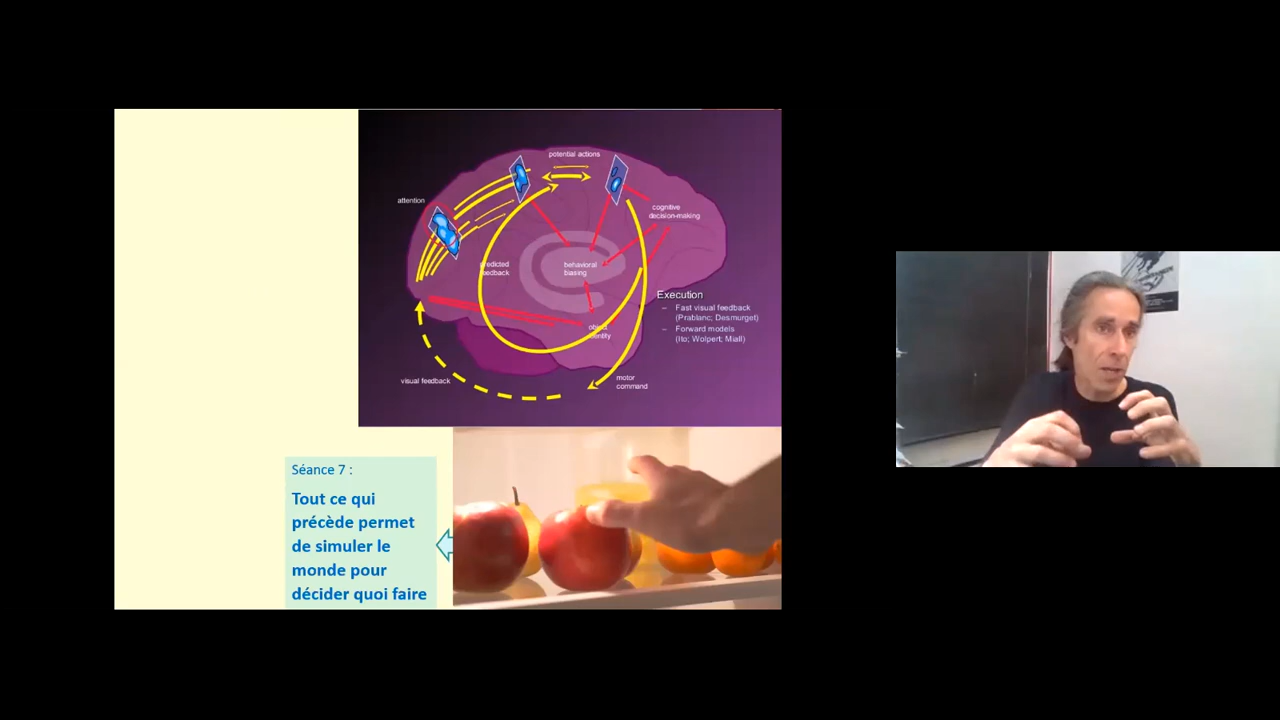 potential actions
attention
cognitive
decision-making
predicted
feedback
behavioral
biasing
Execution
– Fast visual feedback
(Prablanc; Desmurget)
– Forward models
(Ito; Wolpert; Miall)
object
identity
visual feedback
motor
command
Séance 7 :
Tout ce qui
précède permet
de simuler le
monde pour
décider quoi faire